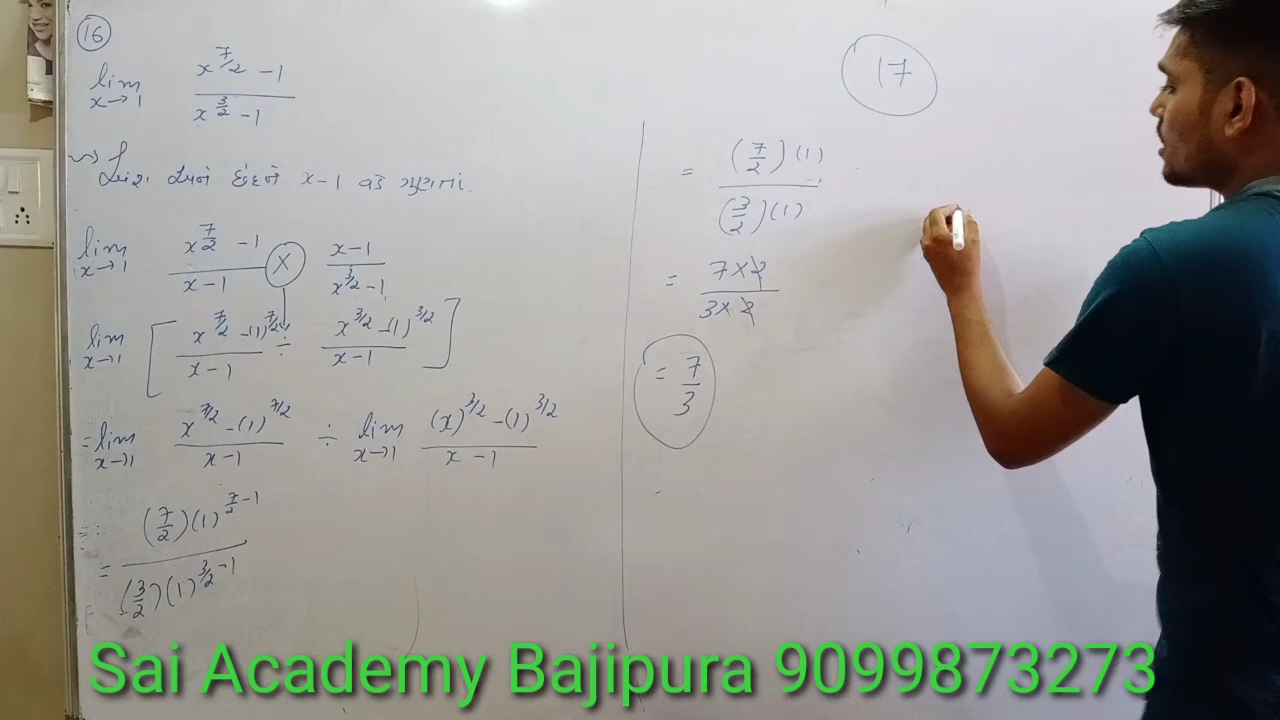 16
lim x→1 (x^(7/2) - 1) / (x^(3/2) - 1)
અંશ અને છેદને x-1 વડે ભાગતાં.
lim x→1 (x^(7/2) - 1) / (x-1) × (x-1) / (x^(3/2) - 1)
lim x→1 [ (x^(7/2) - (1)^(7/2)) / (x-1) ÷ (x^(3/2) - (1)^(3/2)) / (x-1) ]
= lim x→1 (x^(7/2) - (1)^(7/2)) / (x-1) ÷ lim x→1 ((x)^(3/2) - (1)^(3/2)) / (x-1)
= (7/2)(1)^(7/2 - 1) / (3/2)(1)^(3/2 - 1)
= (7/2)(1) / (3/2)(1)
= 7×2 / 3×2
= 7/3
17
Sai Academy Bajipura 9099873273